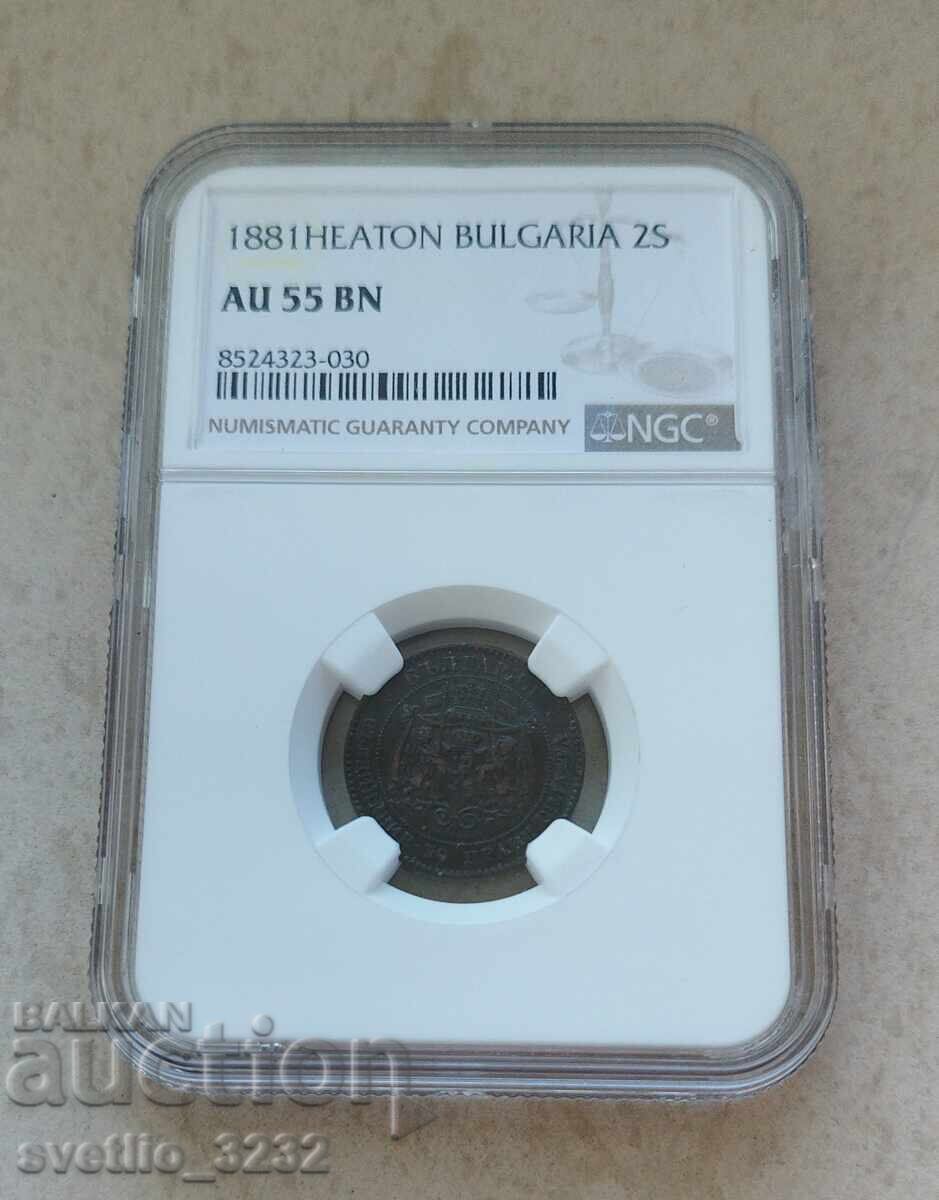 1881HEATON BULGARIA 2S
AU 55 BN
8524323-030
NUMISMATIC GUARANTY COMPANY NGC®
BALKAN
auction
svetlio_3232